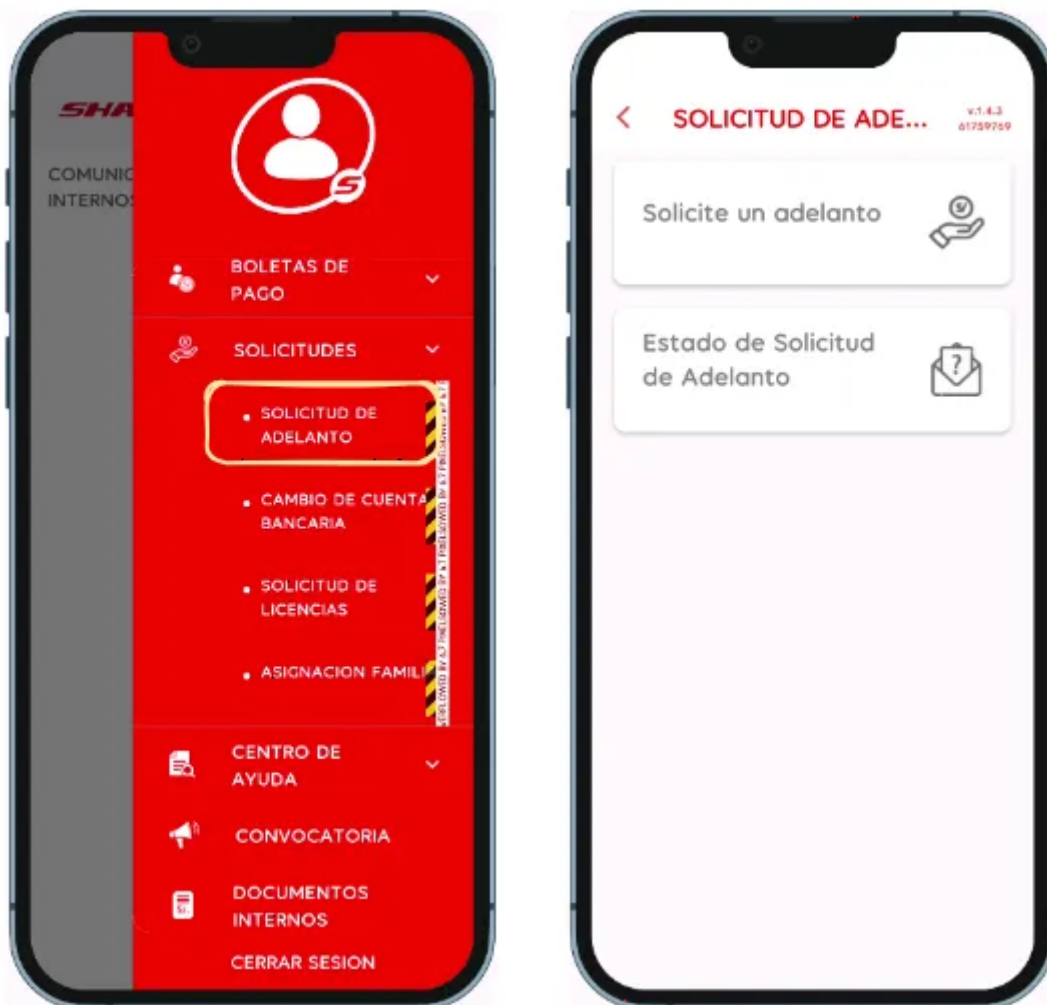 SHA
COMUNIC
INTERNOS
S
BOLETAS DE
PAGO
SOLICITUDES
SOLICITUD DE
ADELANTO
CAMBIO DE CUENTA
BANCARIA
SOLICITUD DE
LICENCIAS
ASIGNACION FAMILI
CENTRO DE
AYUDA
CONVOCATORIA
DOCUMENTOS
INTERNOS
CERRAR SESION
SOLICITUD DE ADE...
v.1.4.3
61759769
Solicite un adelanto
S/
Estado de Solicitud
de Adelanto
?